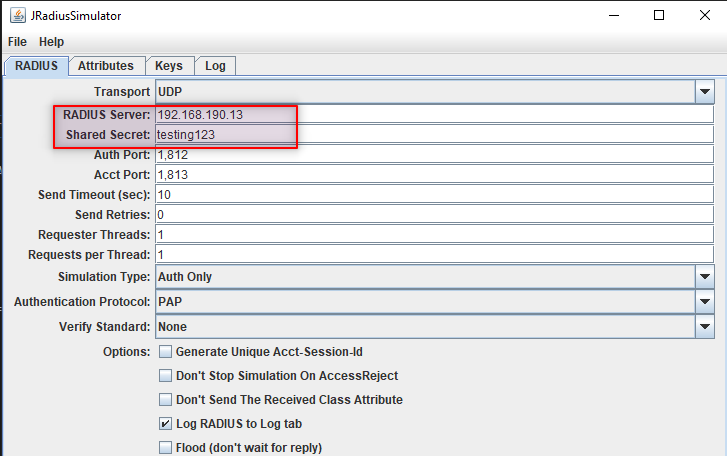 JRadiusSimulator
File Help
RADIUS Attributes Keys Log
Transport UDP
RADIUS Server: 192.168.190.13
Shared Secret: testing123
Auth Port: 1,812
Acct Port: 1,813
Send Timeout (sec): 10
Send Retries: 0
Requester Threads: 1
Requests per Thread: 1
Simulation Type: Auth Only
Authentication Protocol: PAP
Verify Standard: None
Options: Generate Unique Acct-Session-Id
Don't Stop Simulation On AccessReject
Don't Send The Received Class Attribute
Log RADIUS to Log tab
Flood (don't wait for reply)